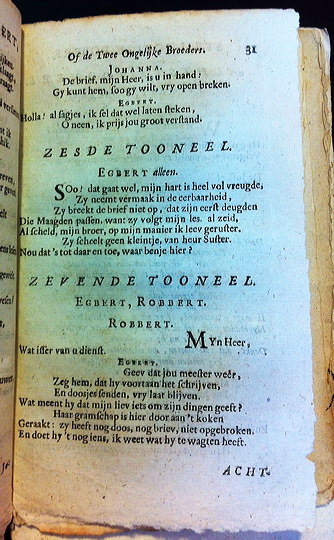 Of de Twee Ongelijke Broeders. 31
JOHANNA.
De brief, mijn Heer, is u in hand;
Gy kunt hem, soo gy wilt, vry open breken.
EGBERT.
Holla! al sagjes, ik sel dat wel laten steken,
O neen, ik prijs jou groot verstand.
ZESDE TOONEEL.
EGBERT alleen.
Soo! dat gaat wel, mijn hart is heel vol vreugde,
Zy neemt vermaak in de eerbaarheid,
Zy breekt de brief niet op, dat zijn eerst deugden
Die Maagden passen, want zy volgt mijn les, al zeid,
Al scheld, mijn broer, op mijn manier ik leev geruster.
Zy scheelt geen kleintje, van heur Suster.
Nou dat 's tot daar en toe, waar benje hier?
ZEVENDE TOONEEL.
EGBERT, ROBBERT.
ROBBERT.
MYn Heer,
Wat isser van u dienst.
EGBERT.
Geev dat jou meester weêr,
Zeg hem, dat hy voortaan het schrijven,
En doosjes senden, vry laat blijven.
Wat meent hy dat mijn liev iets om zijn dingen geeft?
Haar gramschap is hier door aan 't koken
Geraakt: zy heeft nog doos, nog briev, niet opgebroken.
En doet hy 't nog iens, ik weet wat hy te wagten heeft.
ACHT-